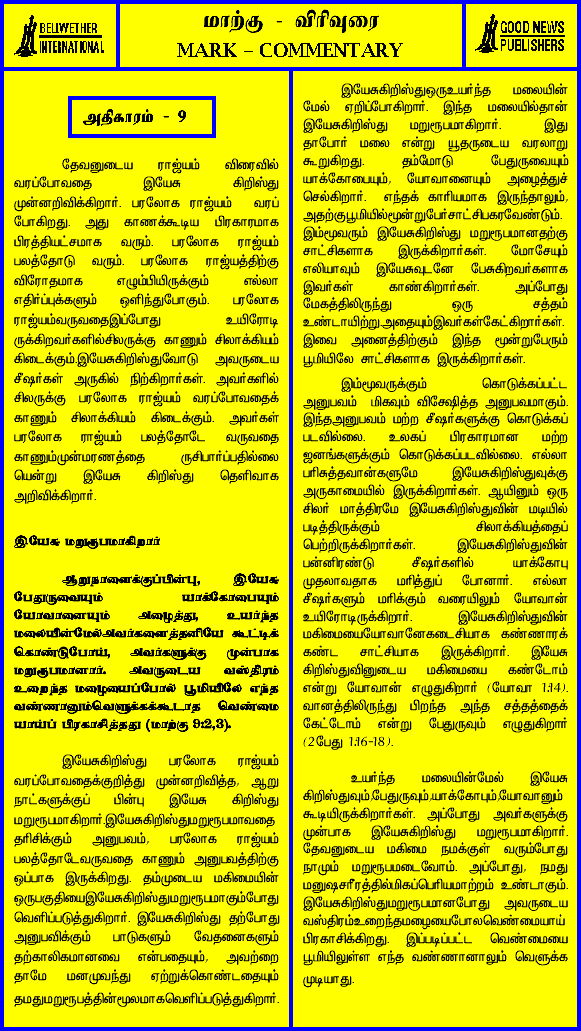 BELLWETHER
INTERNATIONAL
மாற்கு - விரிவுரை
MARK – COMMENTARY
GOOD NEWS
PUBLISHERS
அதிகாரம் - 9
தேவனுடைய ராஜ்யம் விரைவில்
வரப்போவதை இயேசு கிறிஸ்து
முன்னறிவிக்கிறார். பரலோக ராஜ்யம் வரப்
போகிறது. அது காணக்கூடிய பிரகாரமாக
பிரத்தியட்சமாக வரும். பரலோக ராஜ்யம்
பலத்தோடு வரும். பரலோக ராஜ்யத்திற்கு
விரோதமாக எழும்பியிருக்கும் எல்லா
எதிர்ப்புக்களும் ஒளிந்துபோகும். பரலோக
ராஜ்யம்வருவதைஇப்போது உயிரோடி
ருக்கிறவர்களில்சிலருக்கு காணும் சிலாக்கியம்
கிடைக்கும்.இயேசுகிறிஸ்துவோடு அவருடைய
சீஷர்கள் அருகில் நிற்கிறார்கள். அவர்களில்
சிலருக்கு பரலோக ராஜ்யம் வரப்போவதைக்
காணும் சிலாக்கியம் கிடைக்கும். அவர்கள்
பரலோக ராஜ்யம் பலத்தோடே வருவதை
காணும்முன்மரணத்தை ருசிபார்ப்பதில்லை
யென்று இயேசு கிறிஸ்து தெளிவாக
அறிவிக்கிறார்.
இயேசு மறுரூபமாகிறார்
ஆறுநாளைக்குப்பின்பு, இயேசு
பேதுருவையும் யாக்கோபையும்
யோவானையும் அழைத்து, உயர்ந்த
மலையின்மேல்அவர்களைத்தனியே கூட்டிக்
கொண்டுபோய், அவர்களுக்கு முன்பாக
மறுரூபமானார். அவருடைய வஸ்திரம்
உறைந்த மழையைப்போல் பூமியிலே எந்த
வண்ணானும்வெளுக்கக்கூடாத வெண்மை
யாய்ப் பிரகாசித்தது (மாற்கு 9:2,3).
இயேசுகிறிஸ்து பரலோக ராஜ்யம்
வரப்போவதைக்குறித்து முன்னறிவித்த, ஆறு
நாட்களுக்குப் பின்பு இயேசு கிறிஸ்து
மறுரூபமாகிறார்.இயேசுகிறிஸ்துமறுரூபமாவதை
தரிசிக்கும் அனுபவம், பரலோக ராஜ்யம்
பலத்தோடேவருவதை காணும் அனுபவத்திற்கு
ஒப்பாக இருக்கிறது. தம்முடைய மகிமையின்
ஒருபகுதியைஇயேசுகிறிஸ்துமறுரூபமாகும்போது
வெளிப்படுத்துகிறார். இயேசுகிறிஸ்து தற்போது
அனுபவிக்கும் பாடுகளும் வேதனைகளும்
தற்காலிகமானவை என்பதையும், அவற்றை
தாமே மனமுவந்து ஏற்றுக்கொண்டதையும்
தமதுமறுரூபத்தின்மூலமாகவெளிப்படுத்துகிறார்.
இயேசுகிறிஸ்துஒருஉயர்ந்த மலையின்
மேல் ஏறிப்போகிறார். இந்த மலையில்தான்
இயேசுகிறிஸ்து மறுரூபமாகிறார். இது
தாபோர் மலை என்று யூதருடைய வரலாறு
கூறுகிறது. தம்மோடு பேதுருவையும்
யாக்கோபையும், யோவானையும் அழைத்துச்
செல்கிறார். எந்தக் காரியமாக இருந்தாலும்,
அதற்குபூமியில்மூன்றுபேர்சாட்சிபகரவேண்டும்.
இம்மூவரும் இயேசுகிறிஸ்து மறுரூபமானதற்கு
சாட்சிகளாக இருக்கிறார்கள். மோசேயும்
எலியாவும் இயேசுவுடனே பேசுகிறவர்களாக
இவர்கள் காண்கிறார்கள். அப்போது
மேகத்திலிருந்து ஒரு சத்தம்
உண்டாயிற்று.அதையும்இவர்கள்கேட்கிறார்கள்.
இவை அனைத்திற்கும் இந்த மூன்றுபேரும்
பூமியிலே சாட்சிகளாக இருக்கிறார்கள்.
இம்மூவருக்கும் கொடுக்கப்பட்ட
அனுபவம் மிகவும் விசேஷித்த அனுபவமாகும்.
இந்தஅனுபவம் மற்ற சீஷர்களுக்கு கொடுக்கப்
படவில்லை. உலகப் பிரகாரமான மற்ற
ஜனங்களுக்கும் கொடுக்கப்படவில்லை. எல்லா
பரிசுத்தவான்களுமே இயேசுகிறிஸ்துவுக்கு
அருகாமையில் இருக்கிறார்கள். ஆயினும் ஒரு
சிலர் மாத்திரமே இயேசுகிறிஸ்துவின் மடியில்
படித்திருக்கும் சிலாக்கியத்தைப்
பெற்றிருக்கிறார்கள். இயேசுகிறிஸ்துவின்
பன்னிரண்டு சீஷர்களில் யாக்கோபு
முதலாவதாக மரித்துப் போனார். எல்லா
சீஷர்களும் மரிக்கும் வரையிலும் யோவான்
உயிரோடிருக்கிறார். இயேசுகிறிஸ்துவின்
மகிமையையோவானேகடைசியாக கண்ணாரக்
கண்ட சாட்சியாக இருக்கிறார். இயேசு
கிறிஸ்துவினுடைய மகிமையை கண்டோம்
என்று யோவான் எழுதுகிறார் (யோவா 1:14).
வானத்திலிருந்து பிறந்த அந்த சத்தத்தைக்
கேட்டோம் என்று பேதுருவும் எழுதுகிறார்
(2பேது 1:16-18).
உயர்ந்த மலையின்மேல் இயேசு
கிறிஸ்துவும்,பேதுருவும்,யாக்கோபும்,யோவானும்
கூடியிருக்கிறார்கள். அப்போது அவர்களுக்கு
முன்பாக இயேசுகிறிஸ்து மறுரூபமாகிறார்.
தேவனுடைய மகிமை நமக்குள் வரும்போது
நாமும் மறுரூபமடைவோம். அப்போது, நமது
மனுஷசரீரத்தில்மிகப்பெரியமாற்றம் உண்டாகும்.
இயேசுகிறிஸ்துமறுரூபமானபோது அவருடைய
வஸ்திரம்உறைந்தமழையைபோலவெண்மையாய்
பிரகாசிக்கிறது. இப்படிப்பட்ட வெண்மையை
பூமியிலுள்ள எந்த வண்ணானாலும் வெளுக்க
முடியாது.